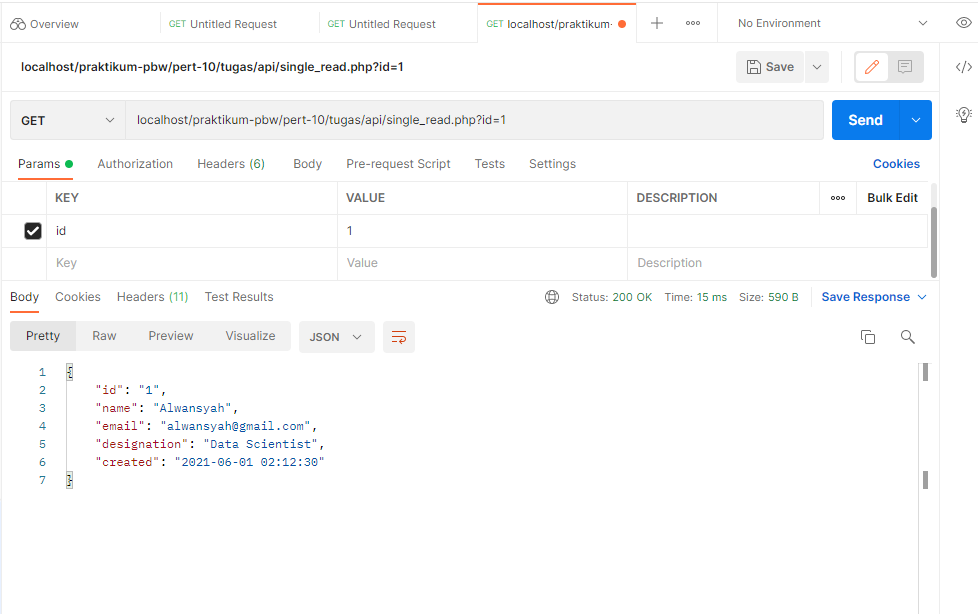 Overview
GET Untitled Request
GET Untitled Request
GET localhost/praktikum-
No Environment
localhost/praktikum-pbw/pert-10/tugas/api/single_read.php?id=1
Save
GET
localhost/praktikum-pbw/pert-10/tugas/api/single_read.php?id=1
Send
Params Authorization Headers (6) Body Pre-request Script Tests Settings Cookies
KEY VALUE DESCRIPTION Bulk Edit
id 1
Key Value Description
Body Cookies Headers (11) Test Results Status: 200 OK Time: 15 ms Size: 590 B Save Response
Pretty Raw Preview Visualize JSON
1 {
2 "id": "1",
3 "name": "Alwansyah",
4 "email": "alwansyah@gmail.com",
5 "designation": "Data Scientist",
6 "created": "2021-06-01 02:12:30"
7 }